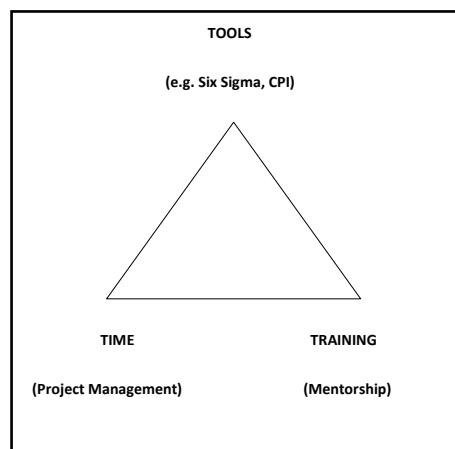 TOOLS
(e.g. Six Sigma, CPI)
TIME
TRAINING
(Project Management)
(Mentorship)